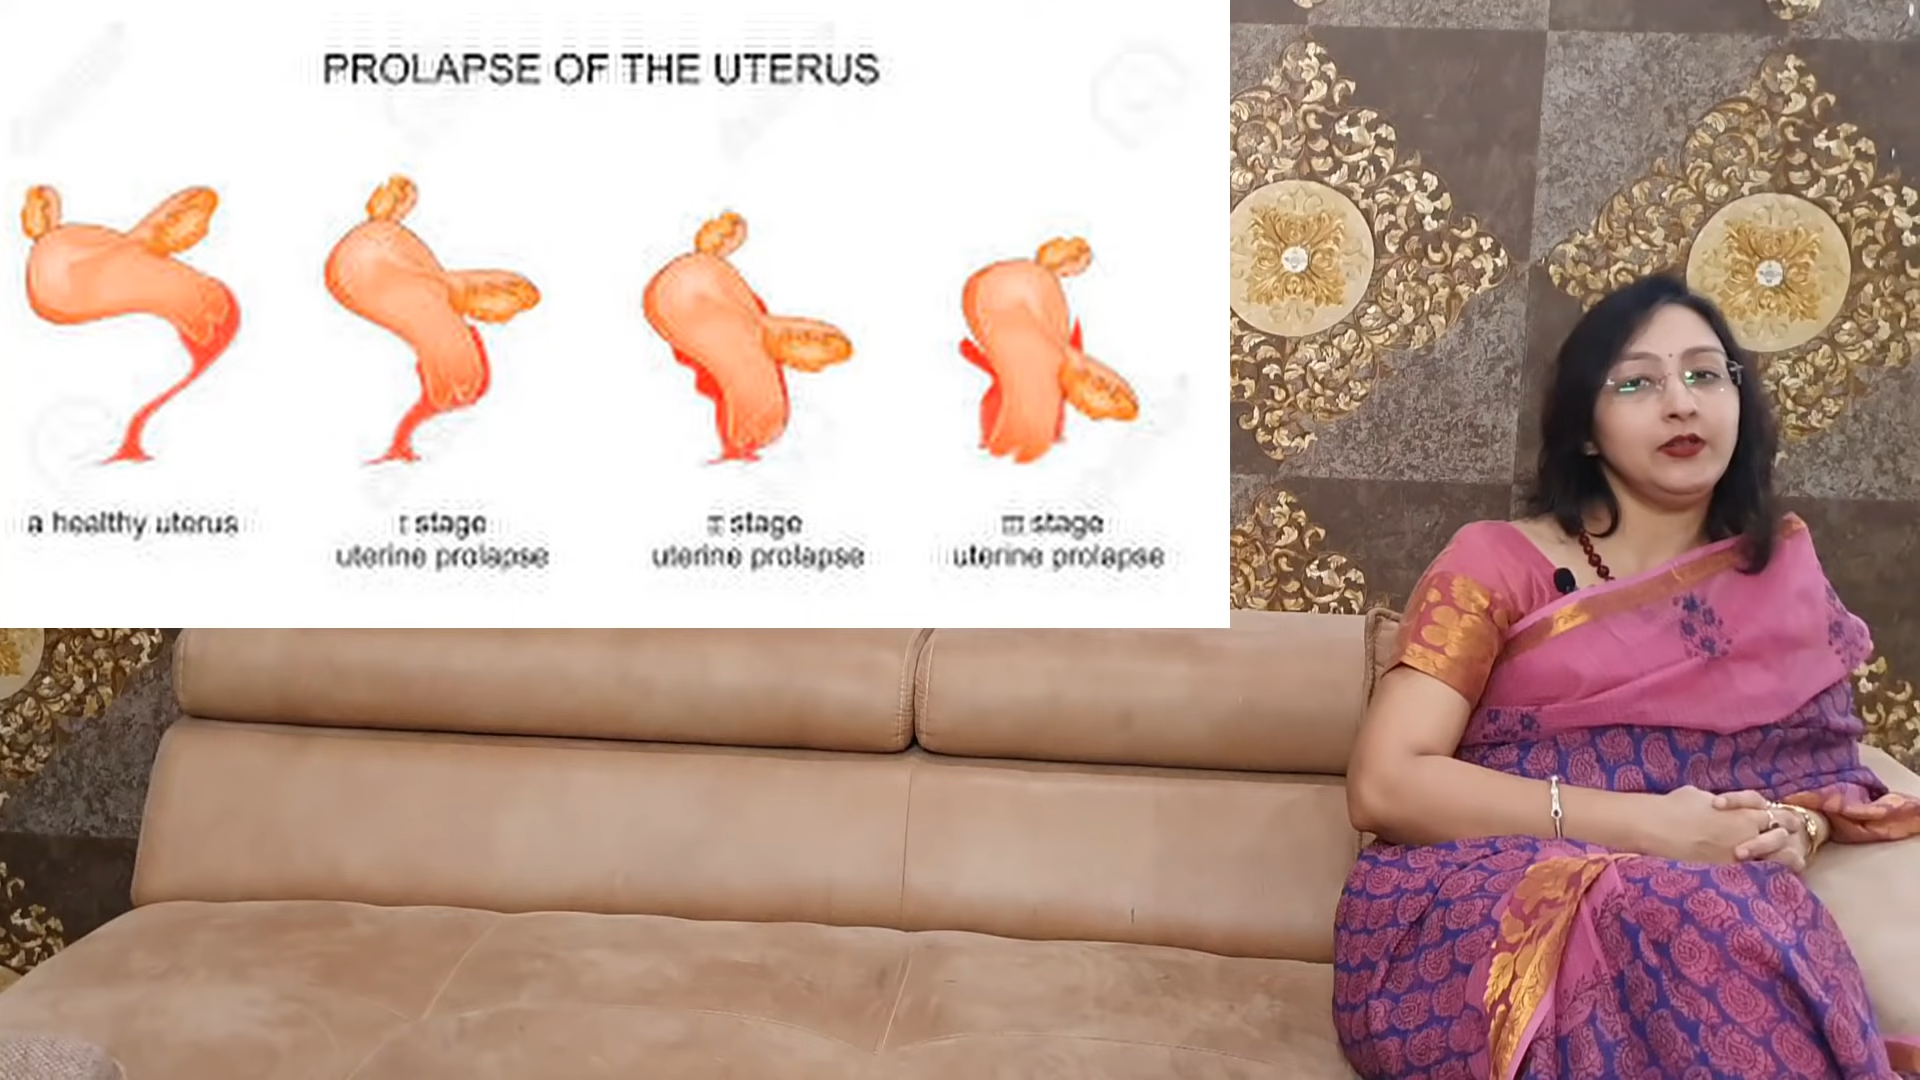 PROLAPSE OF THE UTERUS
a healthy uterus
I stage
uterine prolapse
II stage
uterine prolapse
III stage
uterine prolapse